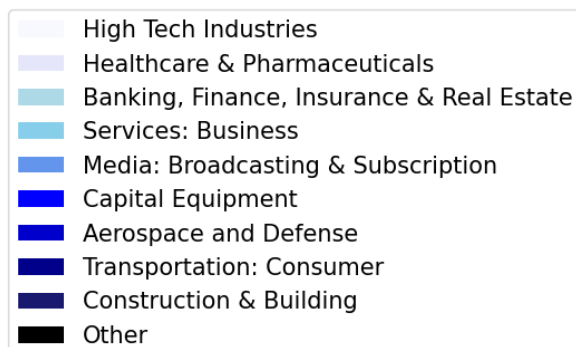 High Tech Industries
Healthcare & Pharmaceuticals
Banking, Finance, Insurance & Real Estate
Services: Business
Media: Broadcasting & Subscription
Capital Equipment
Aerospace and Defense
Transportation: Consumer
Construction & Building
Other